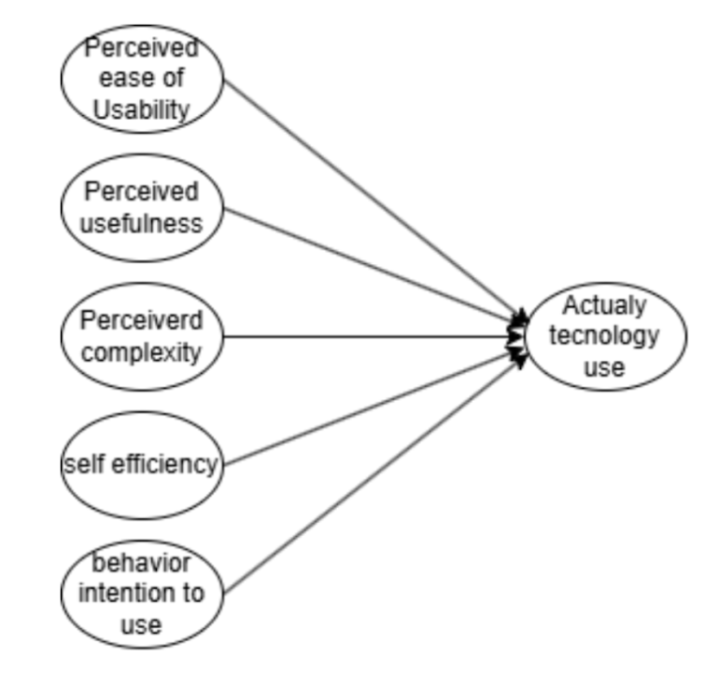 Perceived
ease of
Usability
Perceived
usefulness
Perceiverd
complexity
self efficiency
behavior
intention to
use
Actualy
tecnology
use